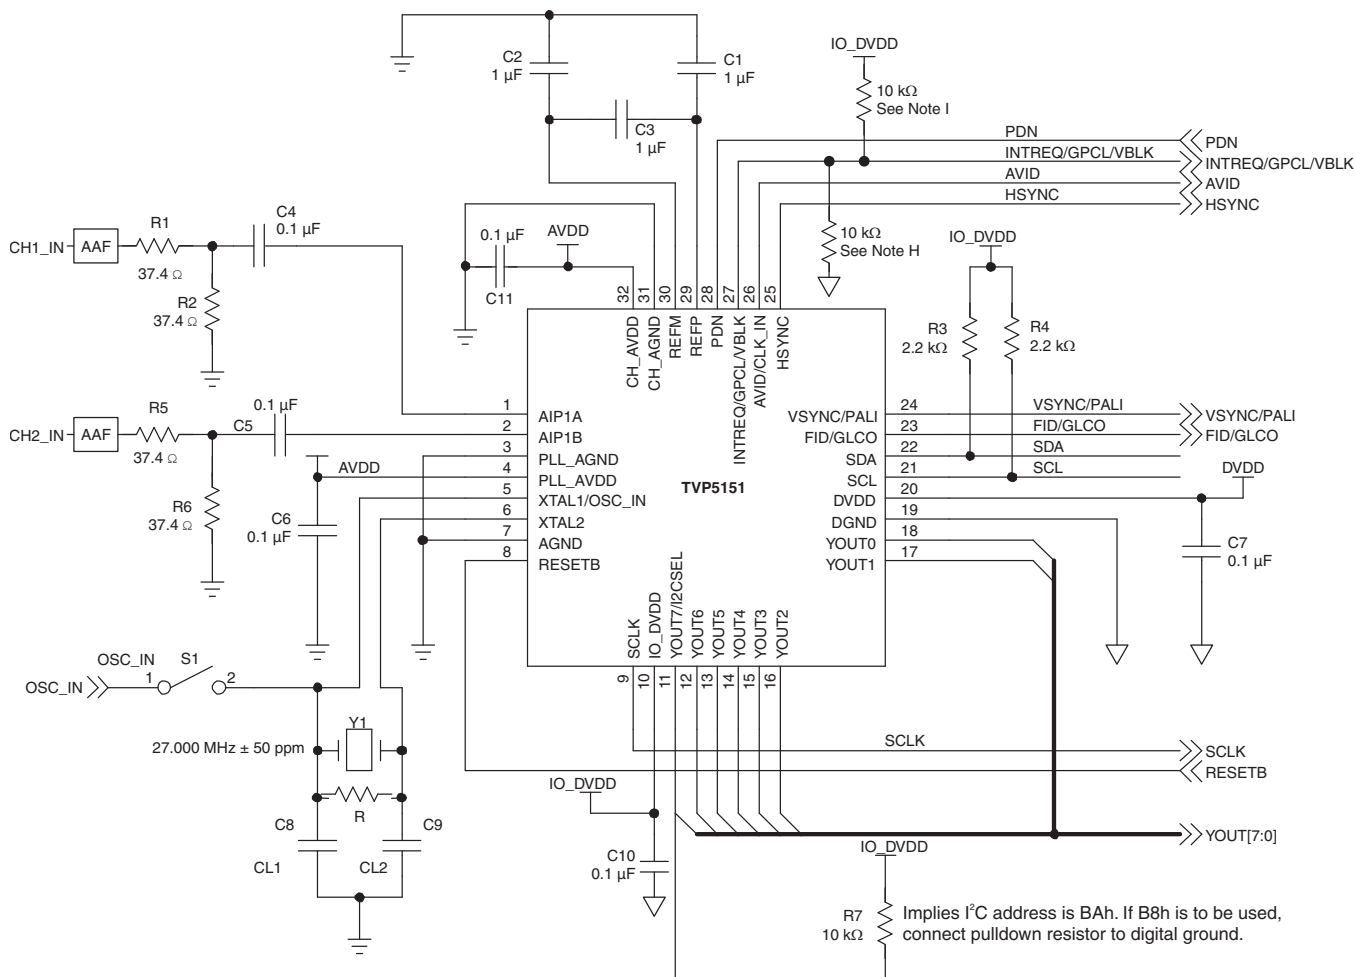 C2
1 µF
C1
1 µF
C3
1 µF
IO_DVDD
10 kΩ
See Note I
PDN
PDN
INTREQ/GPCL/VBLK
INTREQ/GPCL/VBLK
AVID
AVID
HSYNC
HSYNC
10 kΩ
See Note H
CH1_IN
AAF
R1
37.4 Ω
C4
0.1 µF
R2
37.4 Ω
0.1 µF
C11
AVDD
IO_DVDD
R3
2.2 kΩ
R4
2.2 kΩ
32
31
30
29
28
27
26
25
CH_AVDD
CH_AGND
REFM
REFP
PDN
INTREQ/GPCL/VBLK
AVID/CLK_IN
HSYNC
CH2_IN
AAF
R5
37.4 Ω
C5
0.1 µF
R6
37.4 Ω
AVDD
C6
0.1 µF
1
AIP1A
2
AIP1B
3
PLL_AGND
4
PLL_AVDD
5
XTAL1/OSC_IN
6
XTAL2
7
AGND
8
RESETB
TVP5151
VSYNC/PALI
24
VSYNC/PALI
VSYNC/PALI
FID/GLCO
23
FID/GLCO
FID/GLCO
SDA
22
SDA
SCL
21
SCL
DVDD
20
DVDD
DGND
19
YOUT0
18
YOUT1
17
C7
0.1 µF
SCLK
IO_DVDD
YOUT7/I2CSEL
YOUT6
YOUT5
YOUT4
YOUT3
YOUT2
9
10
11
12
13
14
15
16
OSC_IN
OSC_IN
1
S1
2
Y1
27.000 MHz ± 50 ppm
R
C8
CL1
C9
CL2
SCLK
SCLK
RESETB
IO_DVDD
C10
0.1 µF
YOUT[7:0]
IO_DVDD
R7
10 kΩ
Implies I²C address is BAh. If B8h is to be used,
connect pulldown resistor to digital ground.